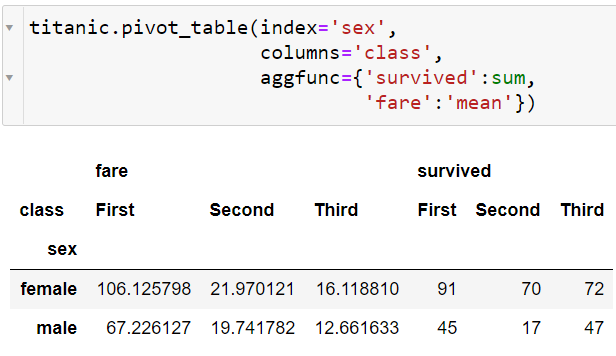 titanic.pivot_table(index='sex',
columns='class',
aggfunc={'survived':sum,
'fare':'mean'})
fare survived
class First Second Third First Second Third
sex
female 106.125798 21.970121 16.118810 91 70 72
male 67.226127 19.741782 12.661633 45 17 47